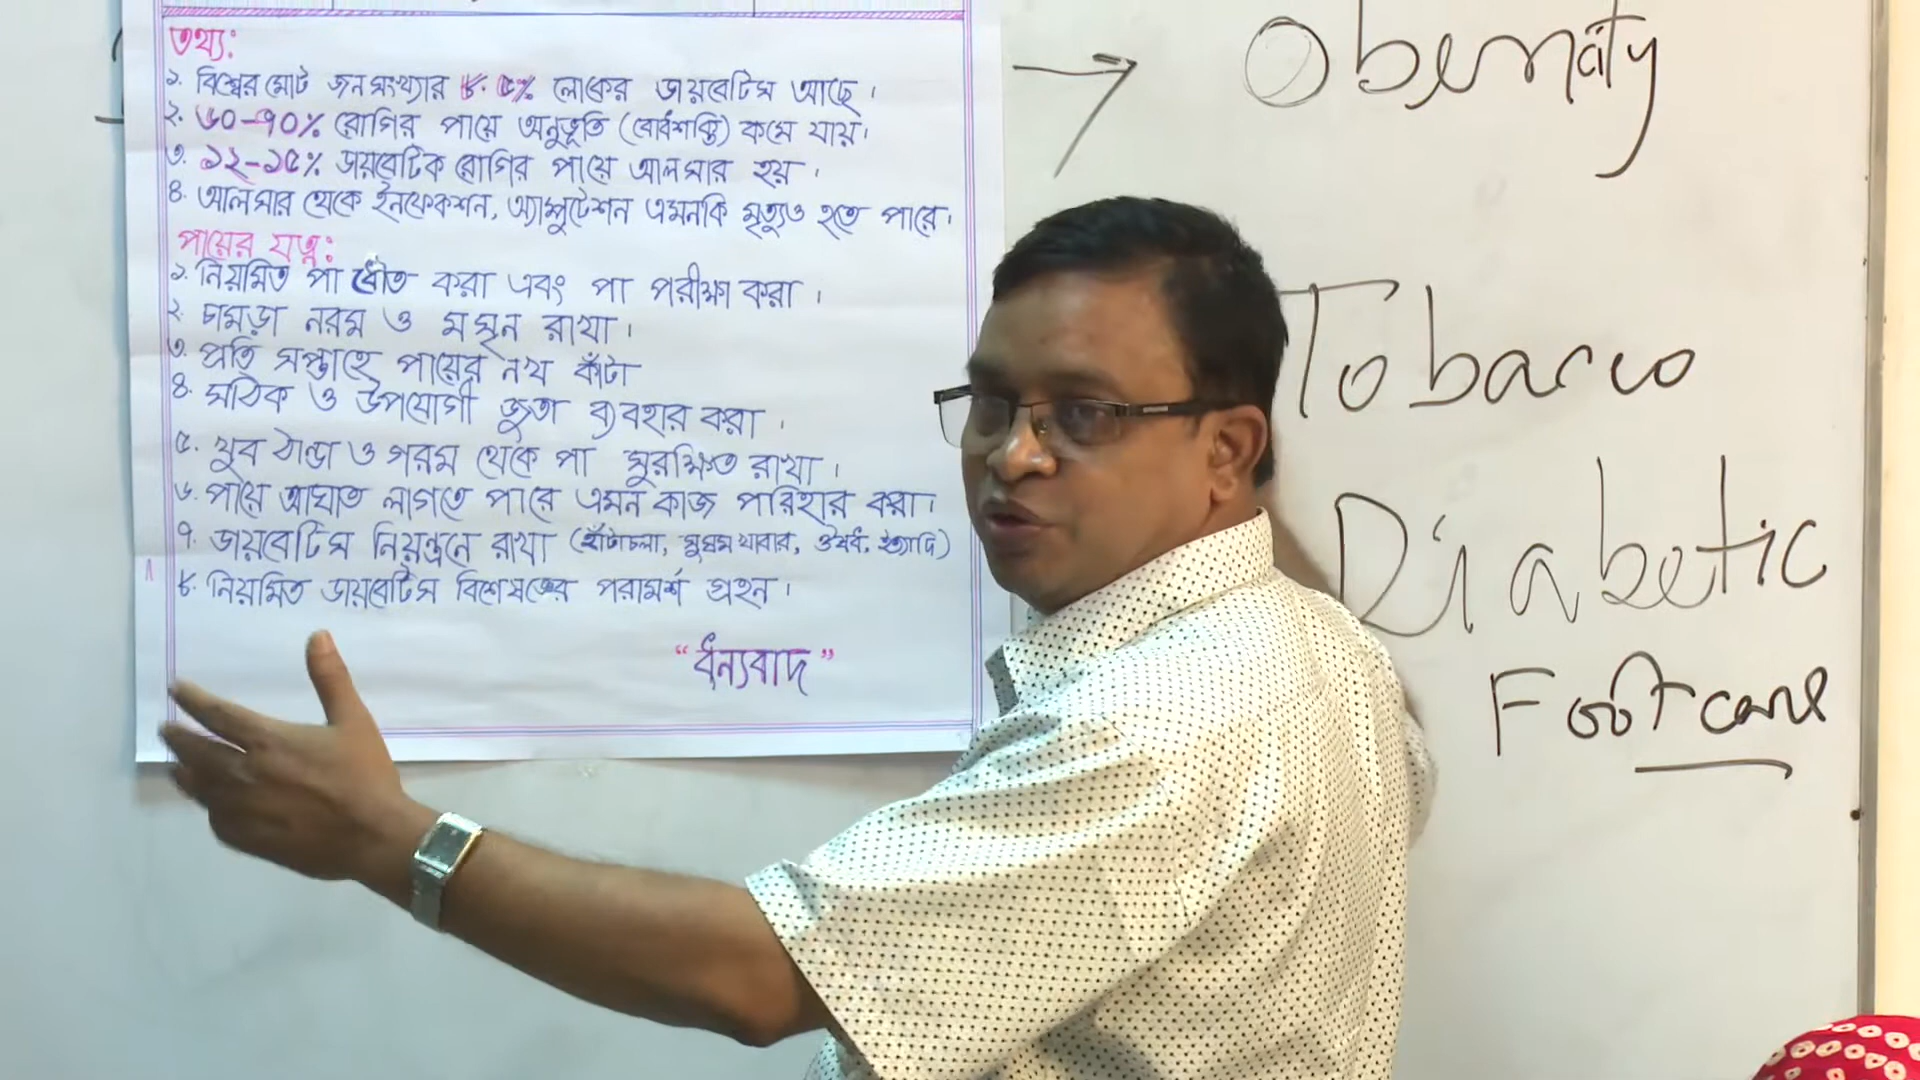 তথ্য:
১. বিশ্বের মোট জনসংখ্যার ৮.৫% লোকের ডায়বেটিস আছে।
২. ৬০-৭০% রোগির পায়ে অনুভূতি (বোধশক্তি) কমে যায়।
৩. ১২-১৫% ডায়বেটিক রোগির পায়ে আলসার হয়।
৪. আলসার থেকে ইনফেকশন, অ্যাম্পুটেশন এমনকি মৃত্যুও হতে পারে।
পায়ের যত্ন:
১. নিয়মিত পা ধৌত করা এবং পা পরীক্ষা করা।
২. চামড়া নরম ও মসৃন রাখা।
৩. প্রতি সপ্তাহে পায়ের নখ কাঁটা
৪. সঠিক ও উপযোগী জুতা ব্যবহার করা।
৫. খুব ঠান্ডা ও গরম থেকে পা সুরক্ষিত রাখা।
৬. পায়ে আঘাত লাগতে পারে এমন কাজ পরিহার করা।
৭. ডায়বেটিস নিয়ন্ত্রনে রাখা (হাঁটাচলা, সুষম খাবার, ঔষধ, ইত্যাদি)
৮. নিয়মিত ডায়বেটিস বিশেষজ্ঞের পরামর্শ গ্রহন।
"ধন্যবাদ"
→ Obemity
Tobacco
Diabetic
Foot care